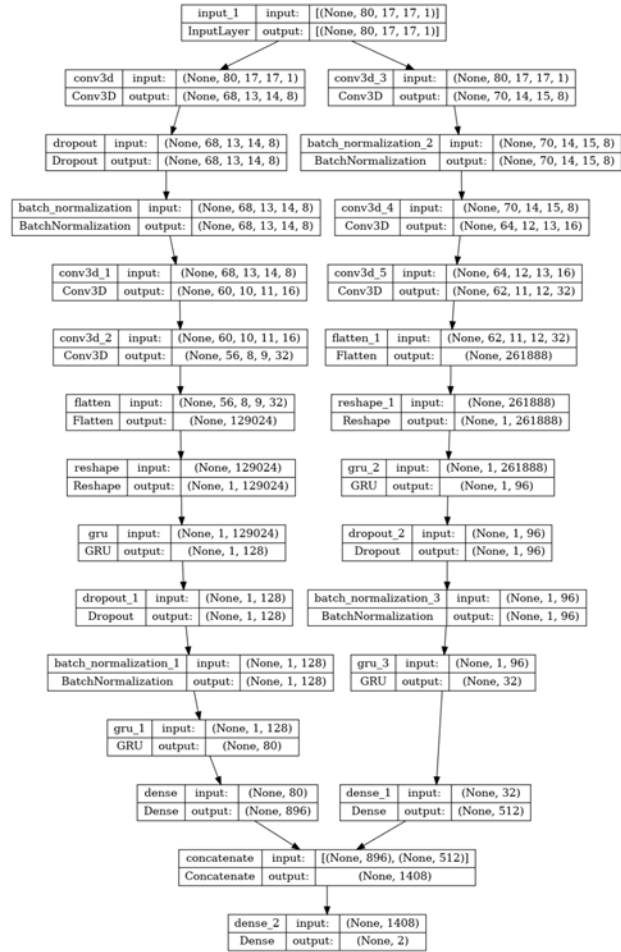 input_1 input: [(None, 80, 17, 17, 1)]
InputLayer output: [(None, 80, 17, 17, 1)]
conv3d input: (None, 80, 17, 17, 1)
Conv3D output: (None, 68, 13, 14, 8)
conv3d_3 input: (None, 80, 17, 17, 1)
Conv3D output: (None, 70, 14, 15, 8)
dropout input: (None, 68, 13, 14, 8)
Dropout output: (None, 68, 13, 14, 8)
batch_normalization_2 input: (None, 70, 14, 15, 8)
BatchNormalization output: (None, 70, 14, 15, 8)
batch_normalization input: (None, 68, 13, 14, 8)
BatchNormalization output: (None, 68, 13, 14, 8)
conv3d_4 input: (None, 70, 14, 15, 8)
Conv3D output: (None, 64, 12, 13, 16)
conv3d_1 input: (None, 68, 13, 14, 8)
Conv3D output: (None, 60, 10, 11, 16)
conv3d_5 input: (None, 64, 12, 13, 16)
Conv3D output: (None, 62, 11, 12, 32)
conv3d_2 input: (None, 60, 10, 11, 16)
Conv3D output: (None, 56, 8, 9, 32)
flatten_1 input: (None, 62, 11, 12, 32)
Flatten output: (None, 261888)
flatten input: (None, 56, 8, 9, 32)
Flatten output: (None, 129024)
reshape_1 input: (None, 261888)
Reshape output: (None, 1, 261888)
reshape input: (None, 129024)
Reshape output: (None, 1, 129024)
gru_2 input: (None, 1, 261888)
GRU output: (None, 1, 96)
gru input: (None, 1, 129024)
GRU output: (None, 1, 128)
dropout_2 input: (None, 1, 96)
Dropout output: (None, 1, 96)
dropout_1 input: (None, 1, 128)
Dropout output: (None, 1, 128)
batch_normalization_3 input: (None, 1, 96)
BatchNormalization output: (None, 1, 96)
batch_normalization_1 input: (None, 1, 128)
BatchNormalization output: (None, 1, 128)
gru_3 input: (None, 1, 96)
GRU output: (None, 32)
gru_1 input: (None, 1, 128)
GRU output: (None, 80)
dense input: (None, 80)
Dense output: (None, 896)
dense_1 input: (None, 32)
Dense output: (None, 512)
concatenate input: [(None, 896), (None, 512)]
Concatenate output: (None, 1408)
dense_2 input: (None, 1408)
Dense output: (None, 2)